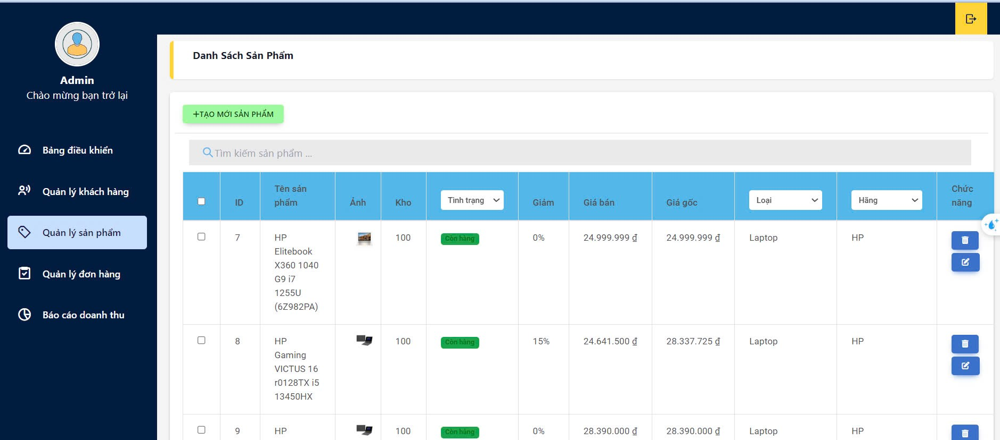 Admin
Chào mừng bạn trở lại
Bảng điều khiển
Quản lý khách hàng
Quản lý sản phẩm
Quản lý đơn hàng
Báo cáo doanh thu
Danh Sách Sản Phẩm
+TẠO MỚI SẢN PHẨM
Tìm kiếm sản phẩm ...
ID
Tên sản
phẩm
Ảnh
Kho
Tình trạng
Giảm
Giá bán
Giá gốc
Loại
Hãng
Chức
năng
7
HP
Elitebook
X360 1040
G9 i7
1255U
(6Z982PA)
100
Còn hàng
0%
24.999.999 ₫
24.999.999 ₫
Laptop
HP
8
HP
Gaming
VICTUS 16
r0128TX i5
13450HX
100
Còn hàng
15%
24.641.500 ₫
28.337.725 ₫
Laptop
HP
9
HP
100
Còn hàng
0%
28.390.000 ₫
28.390.000 ₫
Laptop
HP